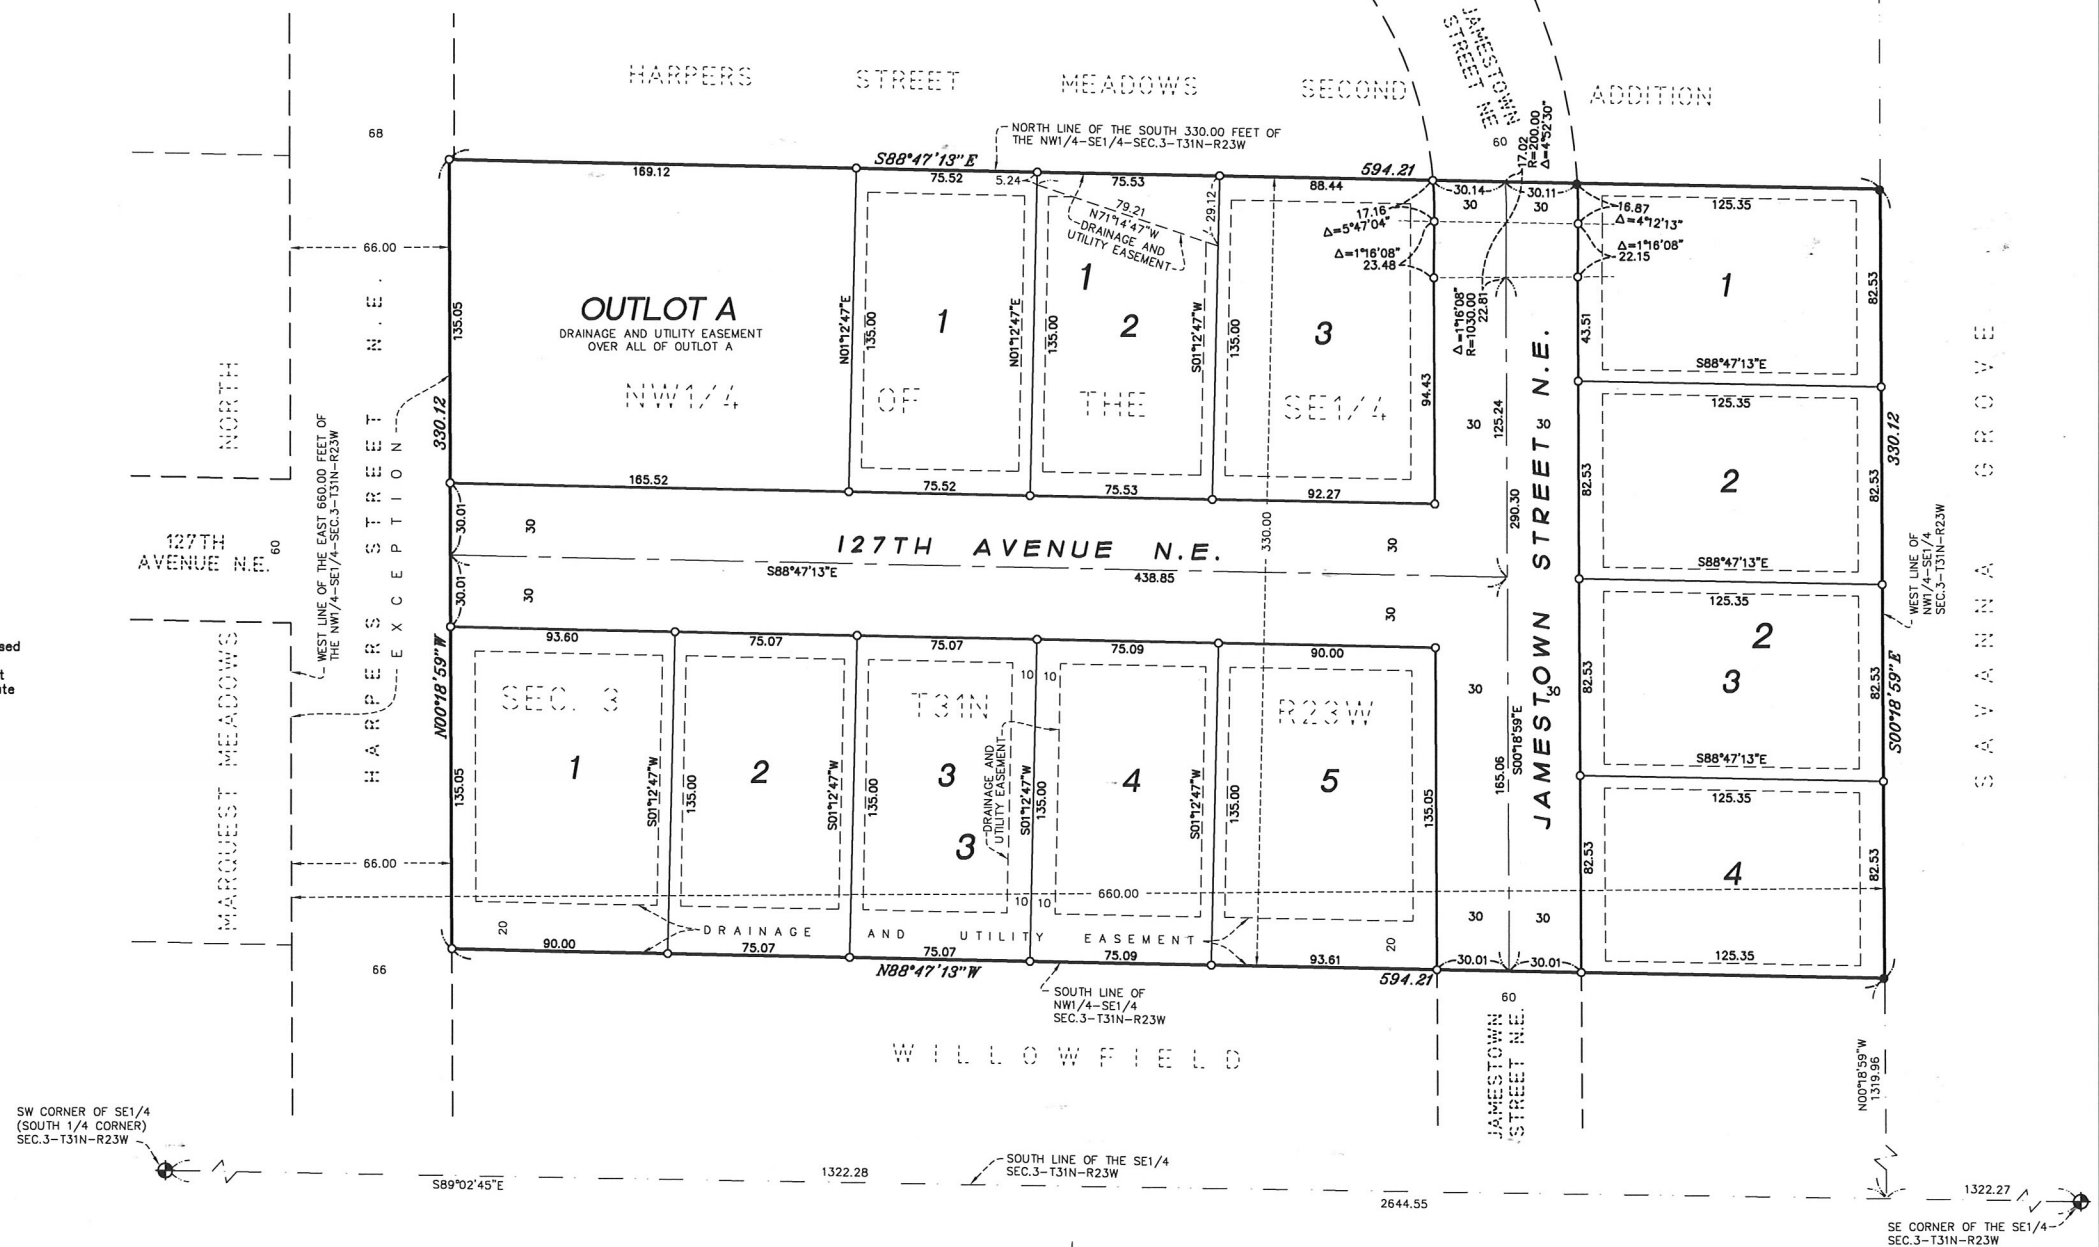 HARPERS STREET MEADOWS SECOND ADDITION
JAMESTOWN
STREET NE
60
68
NORTH LINE OF THE SOUTH 330.00 FEET OF
THE NW1/4-SE1/4-SEC.3-T31N-R23W
S88°47'13"E
594.21
169.12
75.52
5.24
75.53
88.44
30.14
30.11
30
30
17.02
R=200.00
Δ=4°52'30"
79.21
N71°14'47"W
DRAINAGE AND
UTILITY EASEMENT
29.12
17.16
Δ=5°47'04"
Δ=1°16'08"
23.48
16.87
Δ=4°12'13"
Δ=1°16'08"
22.15
Δ=1°16'08"
R=1030.00
22.81
125.35
66.00
135.05
OUTLOT A
DRAINAGE AND UTILITY EASEMENT
OVER ALL OF OUTLOT A
N01°12'47"E
135.00
1
N01°12'47"E
135.00
1
2
S01°12'47"W
135.00
3
94.43
43.51
1
82.53
S88°47'13"E
NW1/4 OF THE SE1/4
330.12
30
125.24
30
125.35
2
82.53
82.53
330.12
S88°47'13"E
165.52
75.52
75.53
92.27
290.30
NORTH
127TH
AVENUE N.E.
60
MARQUEST MEADOWS
WEST LINE OF THE EAST 660.00 FEET OF
THE NW1/4-SE1/4-SEC.3-T31N-R23W
HARPERS STREET N.E.
EXCEPTION
30.01
30.01
30
30
127TH AVENUE N.E.
S88°47'13"E
438.85
330.00
30
30
JAMESTOWN STREET N.E.
WEST LINE OF
NW1/4-SE1/4
SEC.3-T31N-R23W
SAVANNA GROVE
sed
t
te
N00°18'59"W
93.60
75.07
75.07
75.09
90.00
125.35
2
3
82.53
82.53
S00°18'59"E
S88°47'13"E
30
30
SEC. 3 T31N R23W
10 10
135.05
1
S01°12'47"W
135.00
2
S01°12'47"W
135.00
3
3
DRAINAGE AND
UTILITY EASEMENT
S01°12'47"W
135.00
4
S01°12'47"W
135.00
5
135.05
165.06
S00°18'59"E
125.35
4
82.53
82.53
66.00
660.00
10 10
20
DRAINAGE AND UTILITY EASEMENT
20
30
30
90.00
75.07
75.07
75.09
93.61
30.01
30.01
125.35
N88°47'13"W
594.21
66
SOUTH LINE OF
NW1/4-SE1/4
SEC.3-T31N-R23W
60
JAMESTOWN
STREET N.E.
WILLOWFIELD
N00°18'59"W
1319.96
SW CORNER OF SE1/4
(SOUTH 1/4 CORNER)
SEC.3-T31N-R23W
S89°02'45"E
1322.28
SOUTH LINE OF THE SE1/4
SEC.3-T31N-R23W
2644.55
1322.27
SE CORNER OF THE SE1/4
SEC.3-T31N-R23W